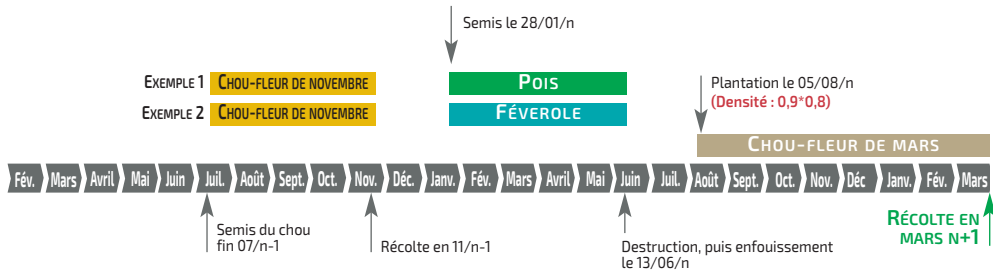 Semis le 28/01/n
EXEMPLE 1 CHOU-FLEUR DE NOVEMBRE POIS
EXEMPLE 2 CHOU-FLEUR DE NOVEMBRE FÉVEROLE
Plantation le 05/08/n
(Densité : 0,9*0,8)
CHOU-FLEUR DE MARS
Fév. Mars Avril Mai Juin Juil. Août Sept. Oct. Nov. Déc. Janv. Fév. Mars Avril Mai Juin Juil. Août Sept. Oct. Nov. Déc Janv. Fév. Mars
Semis du chou
fin 07/n-1
Récolte en 11/n-1
Destruction, puis enfouissement
le 13/06/n
RÉCOLTE EN
MARS N+1